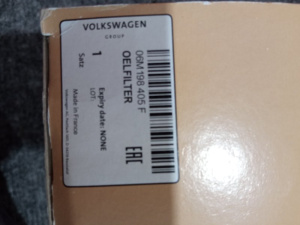 VOLKSWAGEN
GROUP
06M 198 405 F
OELFILTER
1
Satz
Expiry date: NONE
LOT:
Made in France
EAC